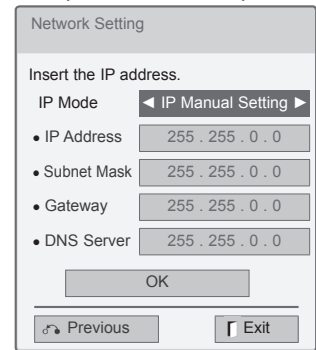 Network Setting
Insert the IP address.
IP Mode ◄ IP Manual Setting ►
• IP Address 255 . 255 . 0 . 0
• Subnet Mask 255 . 255 . 0 . 0
• Gateway 255 . 255 . 0 . 0
• DNS Server 255 . 255 . 0 . 0
OK
Previous Exit